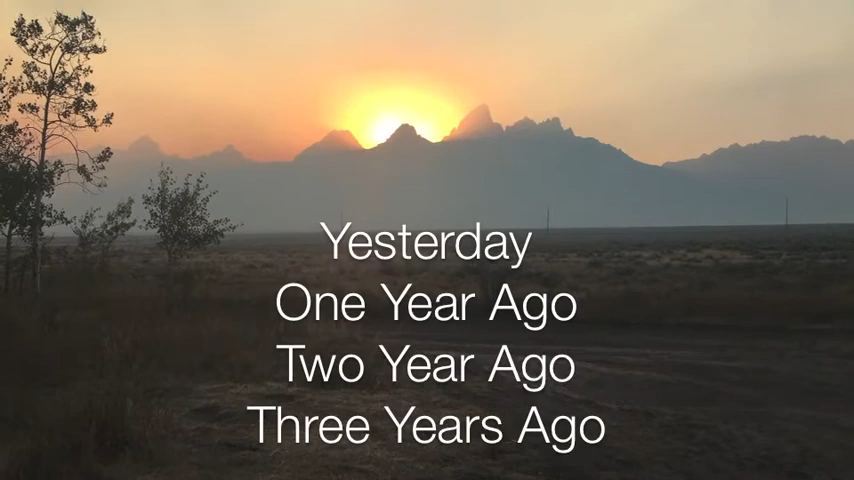 Yesterday
One Year Ago
Two Year Ago
Three Years Ago